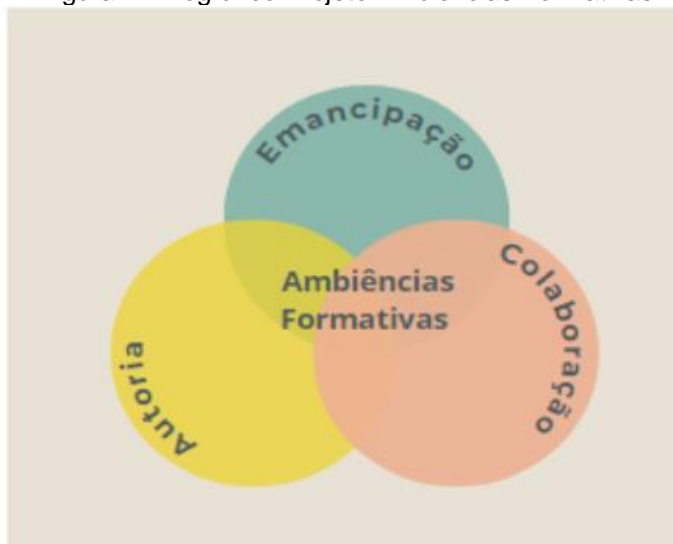 Emancipação
Ambiências
Formativas
Colaboração
Autoria